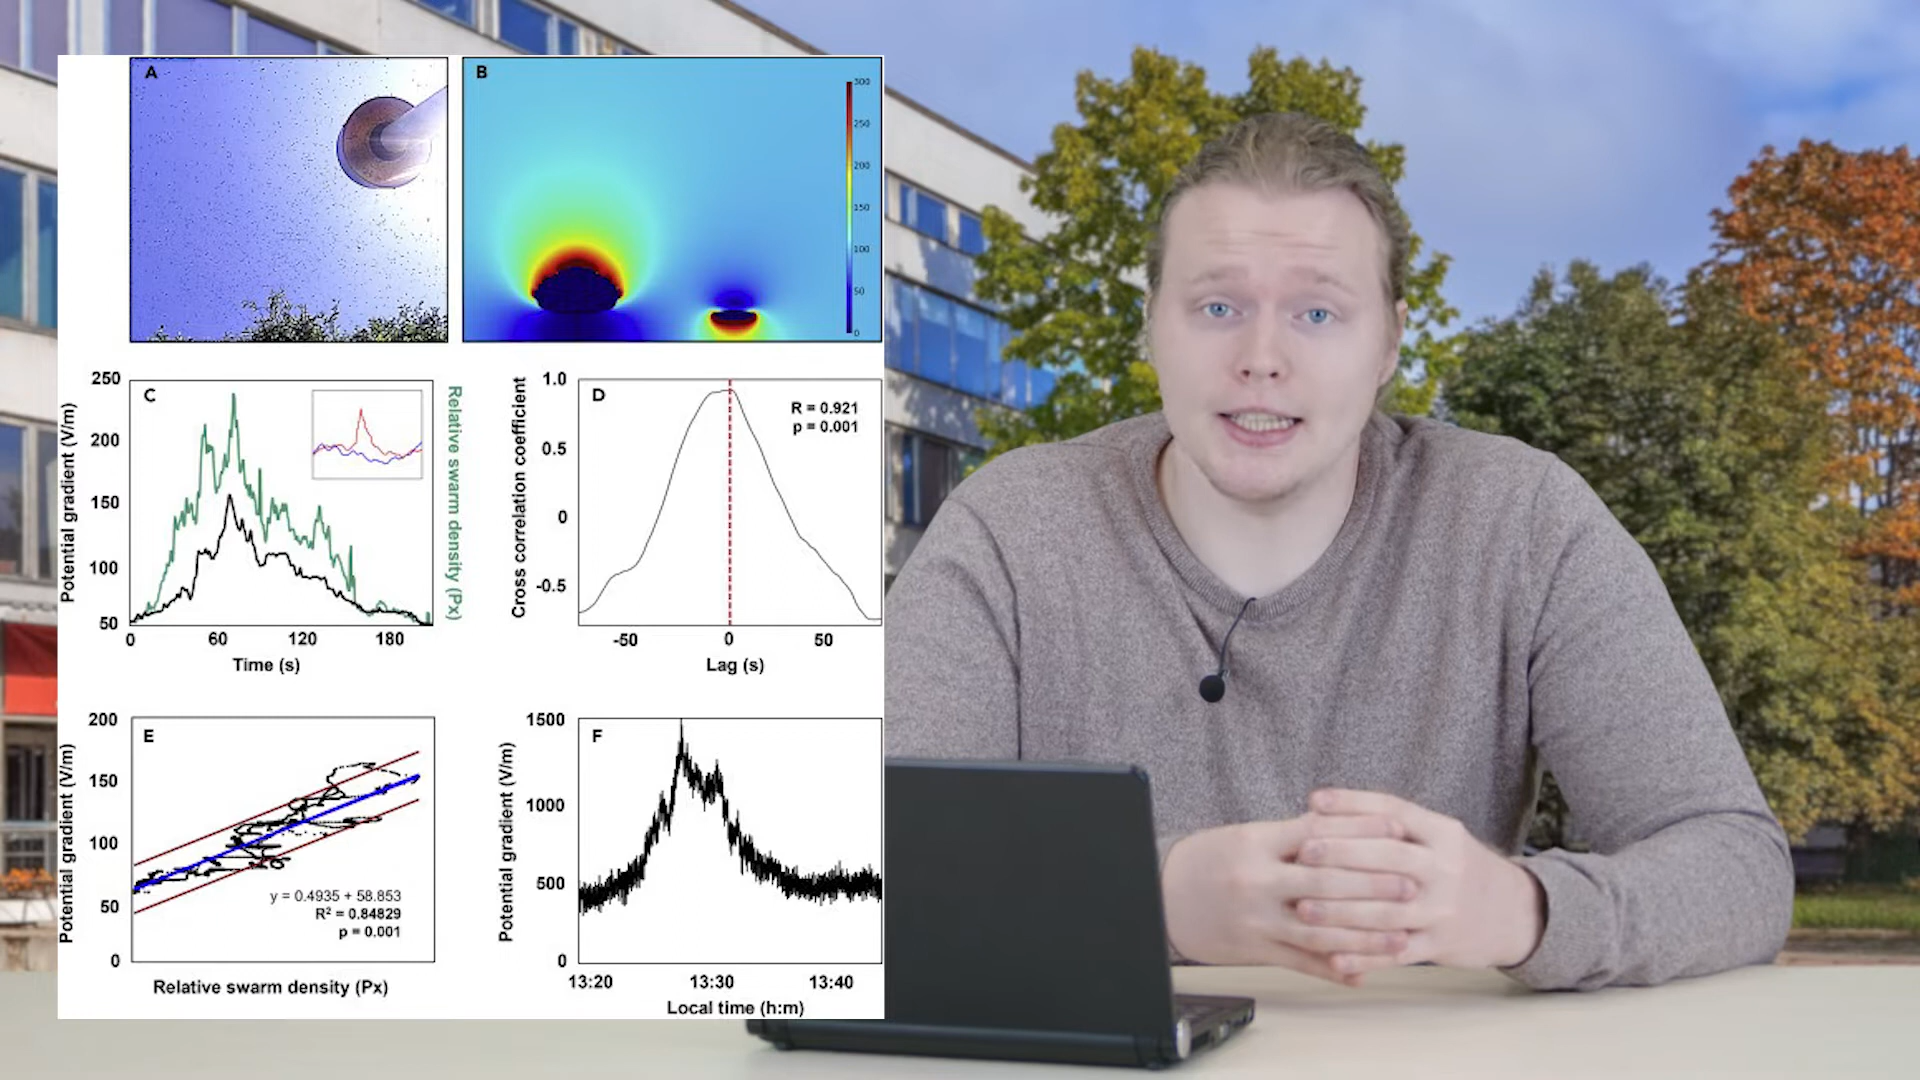 A
B
300
250
200
150
100
50
0
250
200
150
100
50
Potential gradient (V/m)
C
Relative swarm density (Px)
0
60
120
180
Time (s)
1.0
0.5
0
-0.5
Cross correlation coefficient
D
R = 0.921
p = 0.001
-50
0
50
Lag (s)
200
150
100
50
0
Potential gradient (V/m)
E
y = 0.4935 + 58.853
R² = 0.84829
p = 0.001
Relative swarm density (Px)
1500
1000
500
0
Potential gradient (V/m)
F
13:20
13:30
13:40
Local time (h:m)